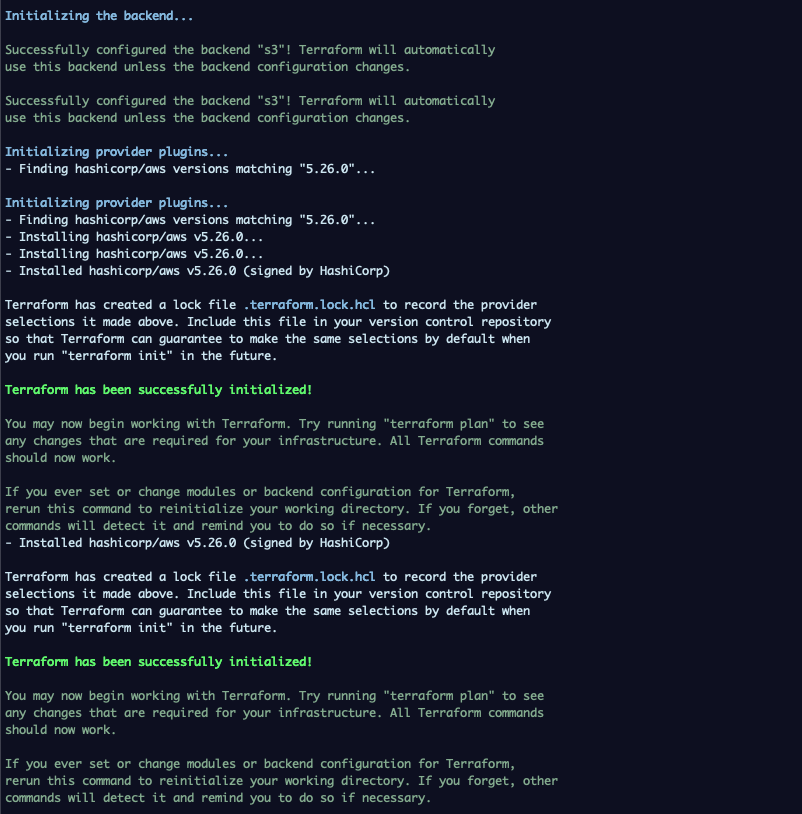 Initializing the backend...
Successfully configured the backend "s3"! Terraform will automatically
use this backend unless the backend configuration changes.
Successfully configured the backend "s3"! Terraform will automatically
use this backend unless the backend configuration changes.
Initializing provider plugins...
- Finding hashicorp/aws versions matching "5.26.0"...
Initializing provider plugins...
- Finding hashicorp/aws versions matching "5.26.0"...
- Installing hashicorp/aws v5.26.0...
- Installing hashicorp/aws v5.26.0...
- Installed hashicorp/aws v5.26.0 (signed by HashiCorp)
Terraform has created a lock file .terraform.lock.hcl to record the provider
selections it made above. Include this file in your version control repository
so that Terraform can guarantee to make the same selections by default when
you run "terraform init" in the future.
Terraform has been successfully initialized!
You may now begin working with Terraform. Try running "terraform plan" to see
any changes that are required for your infrastructure. All Terraform commands
should now work.
If you ever set or change modules or backend configuration for Terraform,
rerun this command to reinitialize your working directory. If you forget, other
commands will detect it and remind you to do so if necessary.
- Installed hashicorp/aws v5.26.0 (signed by HashiCorp)
Terraform has created a lock file .terraform.lock.hcl to record the provider
selections it made above. Include this file in your version control repository
so that Terraform can guarantee to make the same selections by default when
you run "terraform init" in the future.
Terraform has been successfully initialized!
You may now begin working with Terraform. Try running "terraform plan" to see
any changes that are required for your infrastructure. All Terraform commands
should now work.
If you ever set or change modules or backend configuration for Terraform,
rerun this command to reinitialize your working directory. If you forget, other
commands will detect it and remind you to do so if necessary.